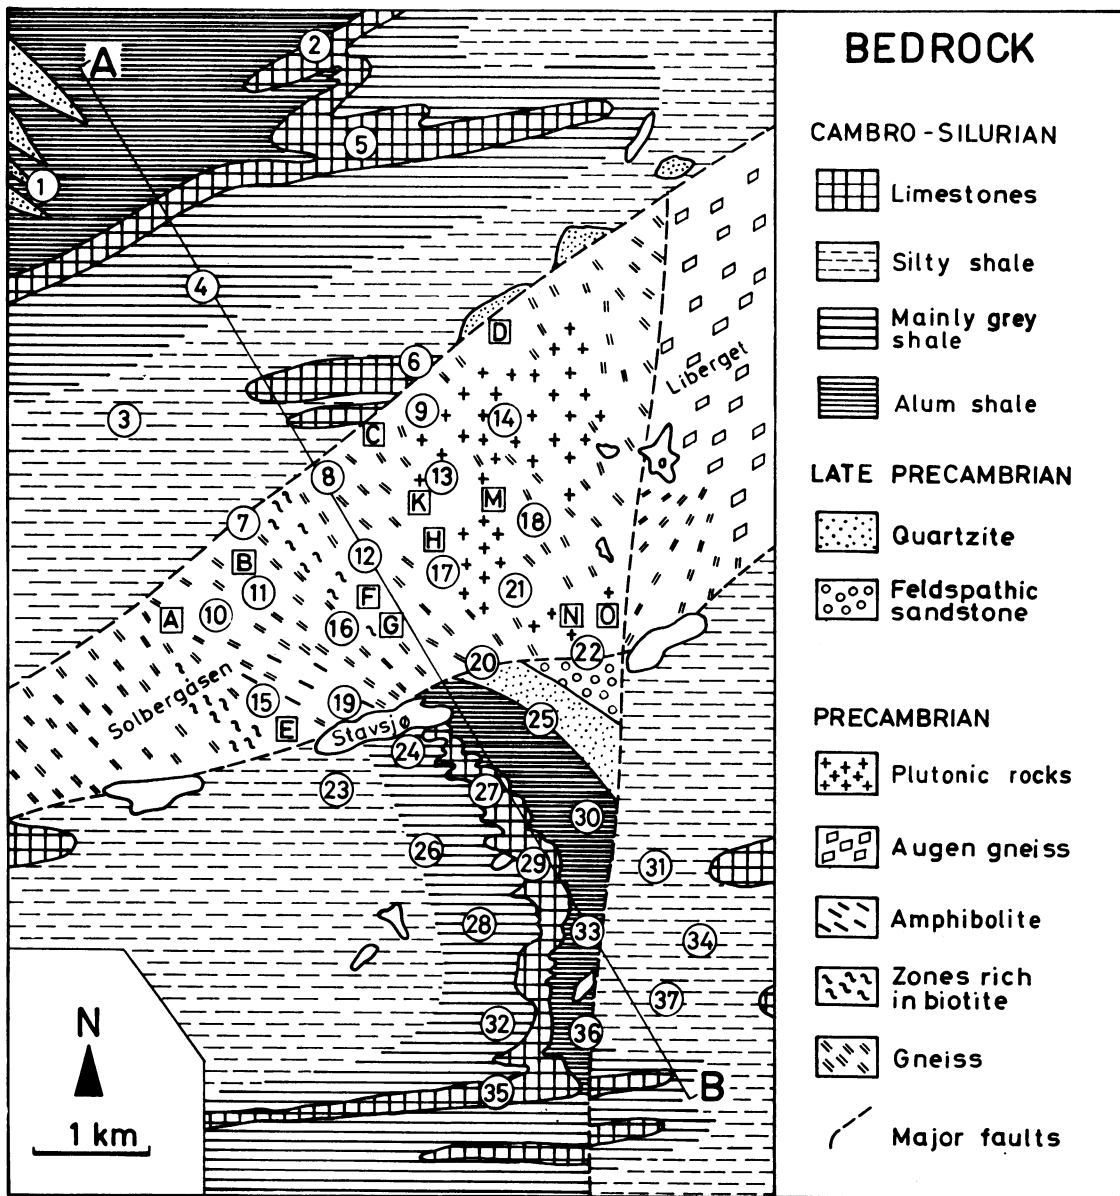 BEDROCK
CAMBRO-SILURIAN
Limestones
Silty shale
Mainly grey
shale
Alum shale
LATE PRECAMBRIAN
Quartzite
Feldspathic
sandstone
PRECAMBRIAN
Plutonic rocks
Augen gneiss
Amphibolite
Zones rich
in biotite
Gneiss
Major faults
A
2
5
1
4
D
Liberget
6
3
9
14
C
8
13
K
M
7
18
H
B
12
17
11
F
21
A
10
16
G
N
O
22
20
Solbergåsen
15
19
25
E
Stavsjø
24
23
27
30
26
29
31
28
33
34
37
32
36
N
35
B
1 km